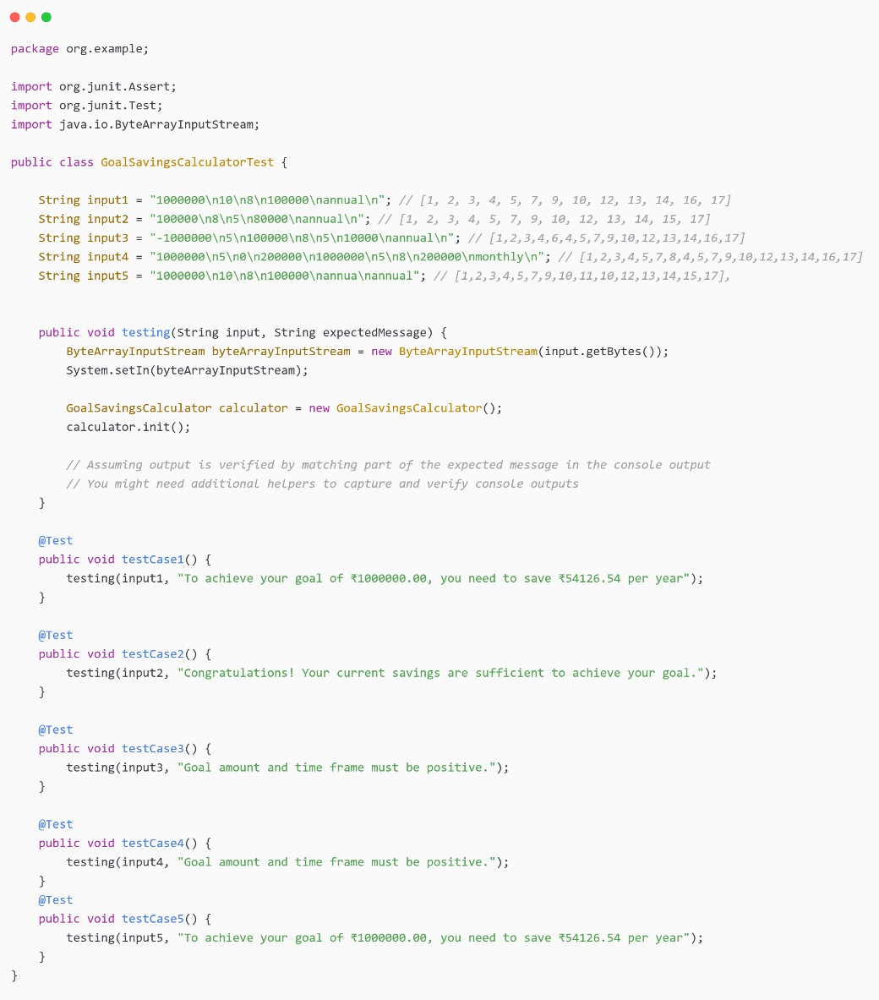 package org.example;
import org.junit.Assert;
import org.junit.Test;
import java.io.ByteArrayInputStream;
public class GoalSavingsCalculatorTest {
String input1 = "1000000\n10\n8\n100000\nannual\n"; // [1, 2, 3, 4, 5, 7, 9, 10, 12, 13, 14, 16, 17]
String input2 = "100000\n8\n5\n80000\nannual\n"; // [1, 2, 3, 4, 5, 7, 9, 10, 12, 13, 14, 15, 17]
String input3 = "-1000000\n5\n100000\n8\n5\n10000\nannual\n"; // [1,2,3,4,6,4,5,7,9,10,12,13,14,16,17]
String input4 = "1000000\n5\n0\n200000\n1000000\n5\n8\n200000\nmonthly\n"; // [1,2,3,4,5,7,8,4,5,7,9,10,12,13,14,16,17]
String input5 = "1000000\n10\n8\n100000\nannua\nannual"; // [1,2,3,4,5,7,9,10,11,10,12,13,14,15,17],
public void testing(String input, String expectedMessage) {
ByteArrayInputStream byteArrayInputStream = new ByteArrayInputStream(input.getBytes());
System.setIn(byteArrayInputStream);
GoalSavingsCalculator calculator = new GoalSavingsCalculator();
calculator.init();
// Assuming output is verified by matching part of the expected message in the console output
// You might need additional helpers to capture and verify console outputs
}
@Test
public void testCase1() {
testing(input1, "To achieve your goal of ₹1000000.00, you need to save ₹54126.54 per year");
}
@Test
public void testCase2() {
testing(input2, "Congratulations! Your current savings are sufficient to achieve your goal.");
}
@Test
public void testCase3() {
testing(input3, "Goal amount and time frame must be positive.");
}
@Test
public void testCase4() {
testing(input4, "Goal amount and time frame must be positive.");
}
@Test
public void testCase5() {
testing(input5, "To achieve your goal of ₹1000000.00, you need to save ₹54126.54 per year");
}
}